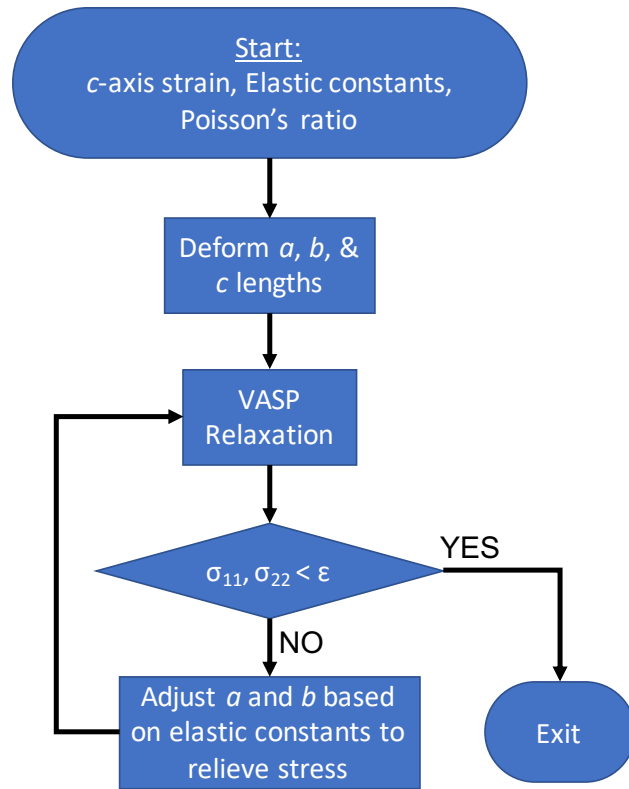 Start:
c-axis strain, Elastic constants,
Poisson's ratio
Deform a, b, &
c lengths
VASP
Relaxation
σ₁₁, σ₂₂ < ε
YES
NO
Adjust a and b based
on elastic constants to
relieve stress
Exit